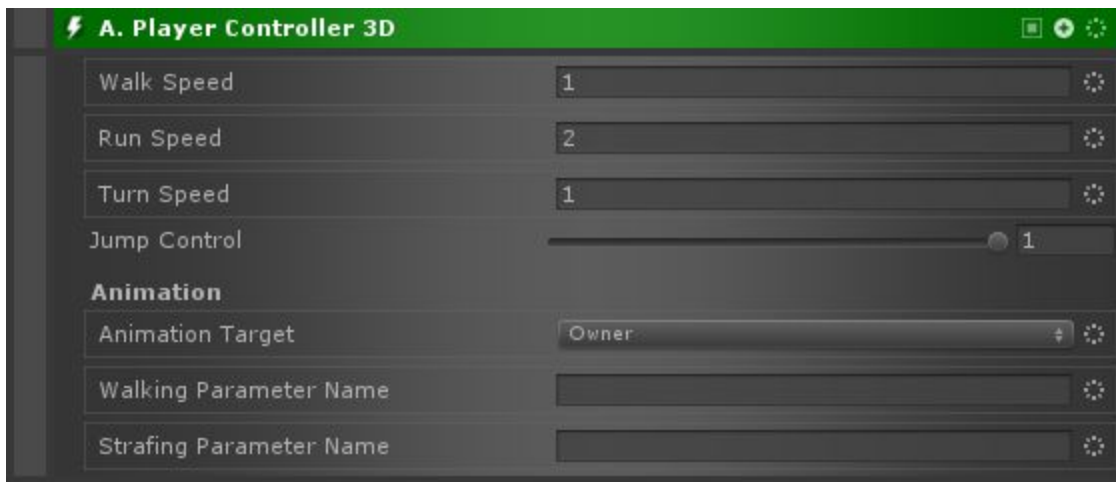 A. Player Controller 3D
Walk Speed 1
Run Speed 2
Turn Speed 1
Jump Control 1
Animation
Animation Target Owner
Walking Parameter Name
Strafing Parameter Name